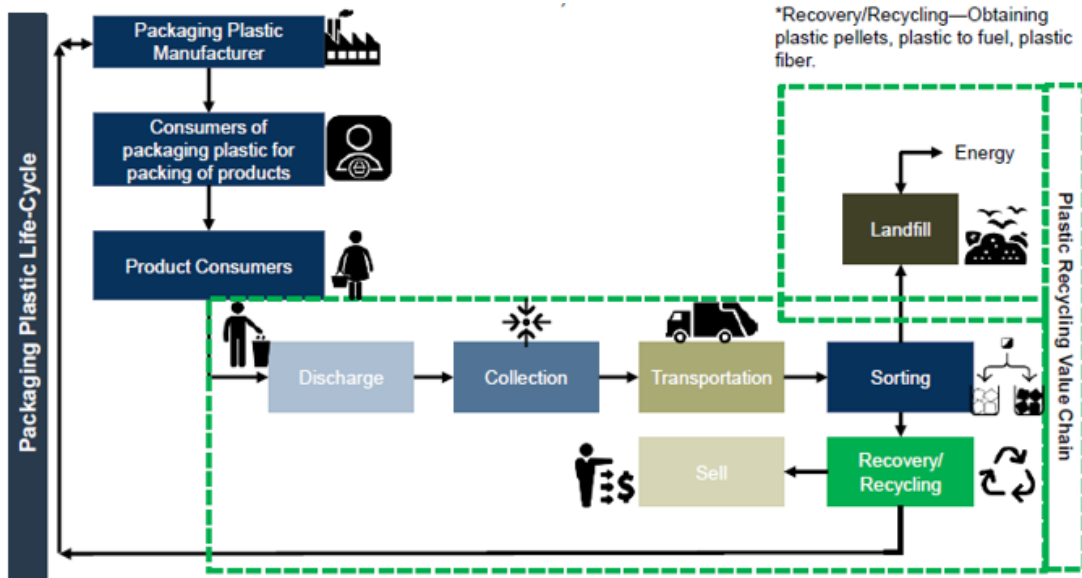 *Recovery/Recycling—Obtaining
plastic pellets, plastic to fuel, plastic
fiber.
Packaging Plastic Life-Cycle
Packaging Plastic
Manufacturer
Consumers of
packaging plastic for
packing of products
Product Consumers
Energy
Landfill
Discharge
Collection
Transportation
Sorting
Sell
$
Recovery/
Recycling
Plastic Recycling Value Chain